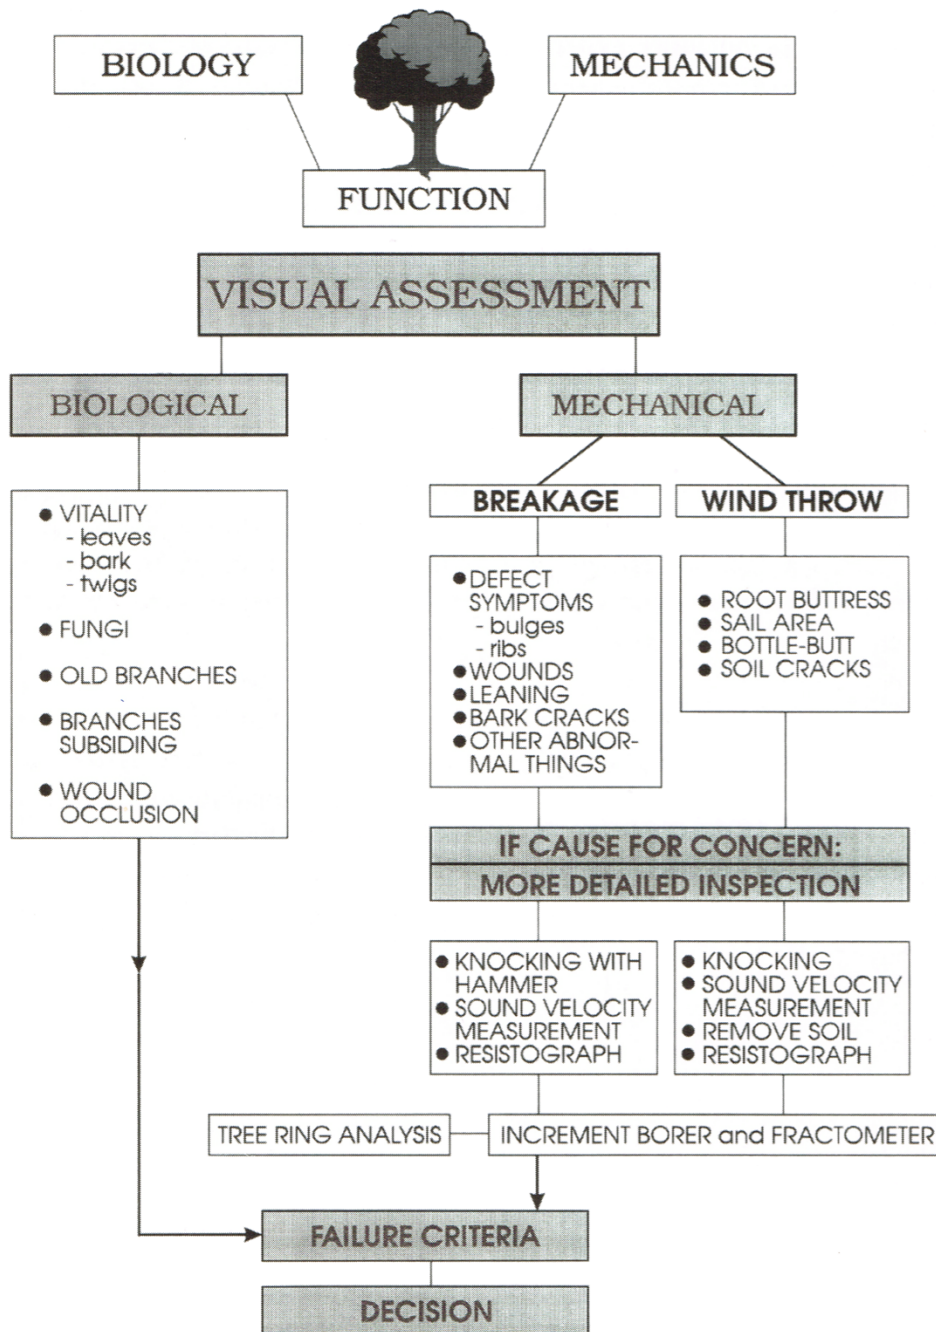 BIOLOGY
MECHANICS
FUNCTION
VISUAL ASSESSMENT
BIOLOGICAL
MECHANICAL
● VITALITY
- leaves
- bark
- twigs
● FUNGI
● OLD BRANCHES
● BRANCHES
SUBSIDING
● WOUND
OCCLUSION
BREAKAGE
● DEFECT
SYMPTOMS
- bulges
- ribs
● WOUNDS
● LEANING
● BARK CRACKS
● OTHER ABNOR-
MAL THINGS
WIND THROW
● ROOT BUTTRESS
● SAIL AREA
● BOTTLE-BUTT
● SOIL CRACKS
IF CAUSE FOR CONCERN:
MORE DETAILED INSPECTION
● KNOCKING WITH
HAMMER
● SOUND VELOCITY
MEASUREMENT
● RESISTOGRAPH
● KNOCKING
● SOUND VELOCITY
MEASUREMENT
● REMOVE SOIL
● RESISTOGRAPH
TREE RING ANALYSIS
INCREMENT BORER and FRACTOMETER
FAILURE CRITERIA
DECISION